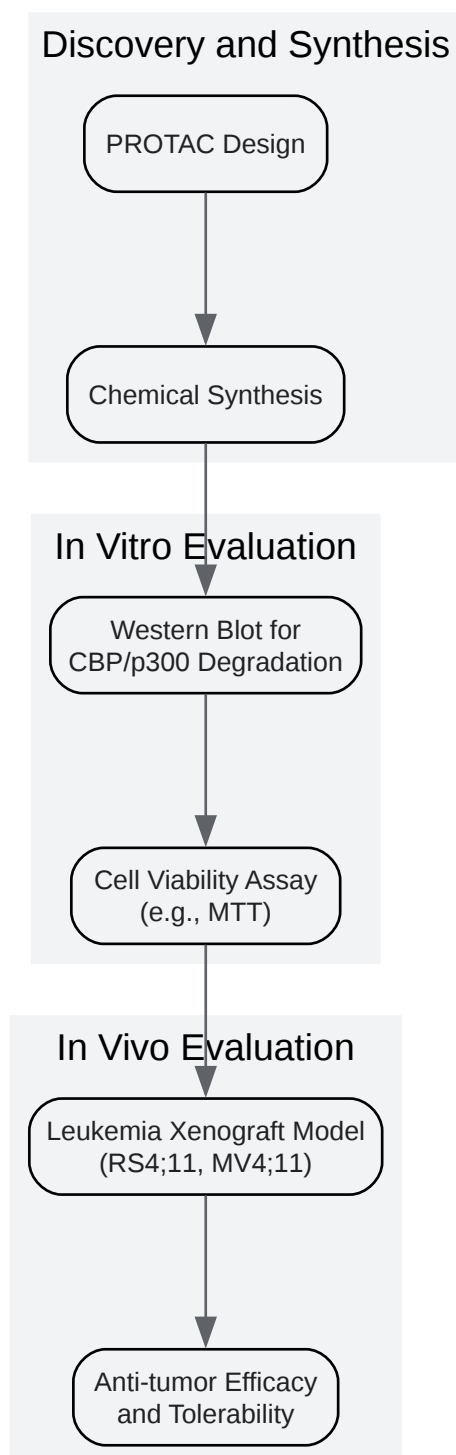 Discovery and Synthesis
PROTAC Design
Chemical Synthesis
In Vitro Evaluation
Western Blot for
CBP/p300 Degradation
Cell Viability Assay
(e.g., MTT)
In Vivo Evaluation
Leukemia Xenograft Model
(RS4;11, MV4;11)
Anti-tumor Efficacy
and Tolerability